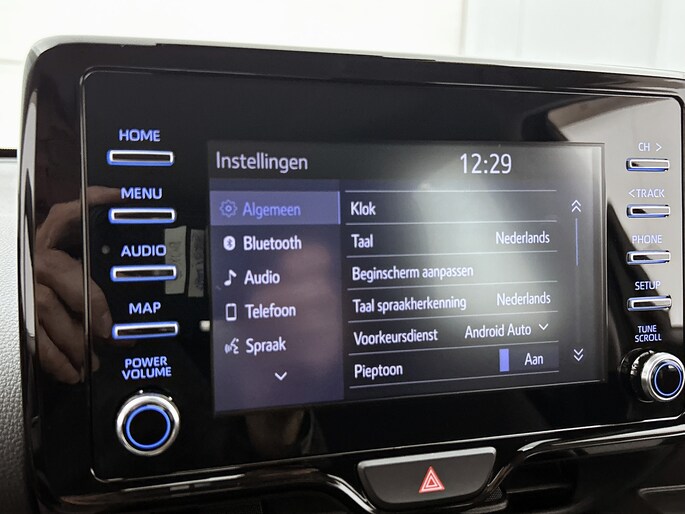 HOME
MENU
AUDIO
MAP
POWER
VOLUME
Instellingen 12:29
Algemeen
Bluetooth
Audio
Telefoon
Spraak
Klok
Taal Nederlands
Beginscherm aanpassen
Taal spraakherkenning Nederlands
Voorkeursdienst Android Auto
Pieptoon Aan
CH >
< TRACK
PHONE
SETUP
TUNE
SCROLL